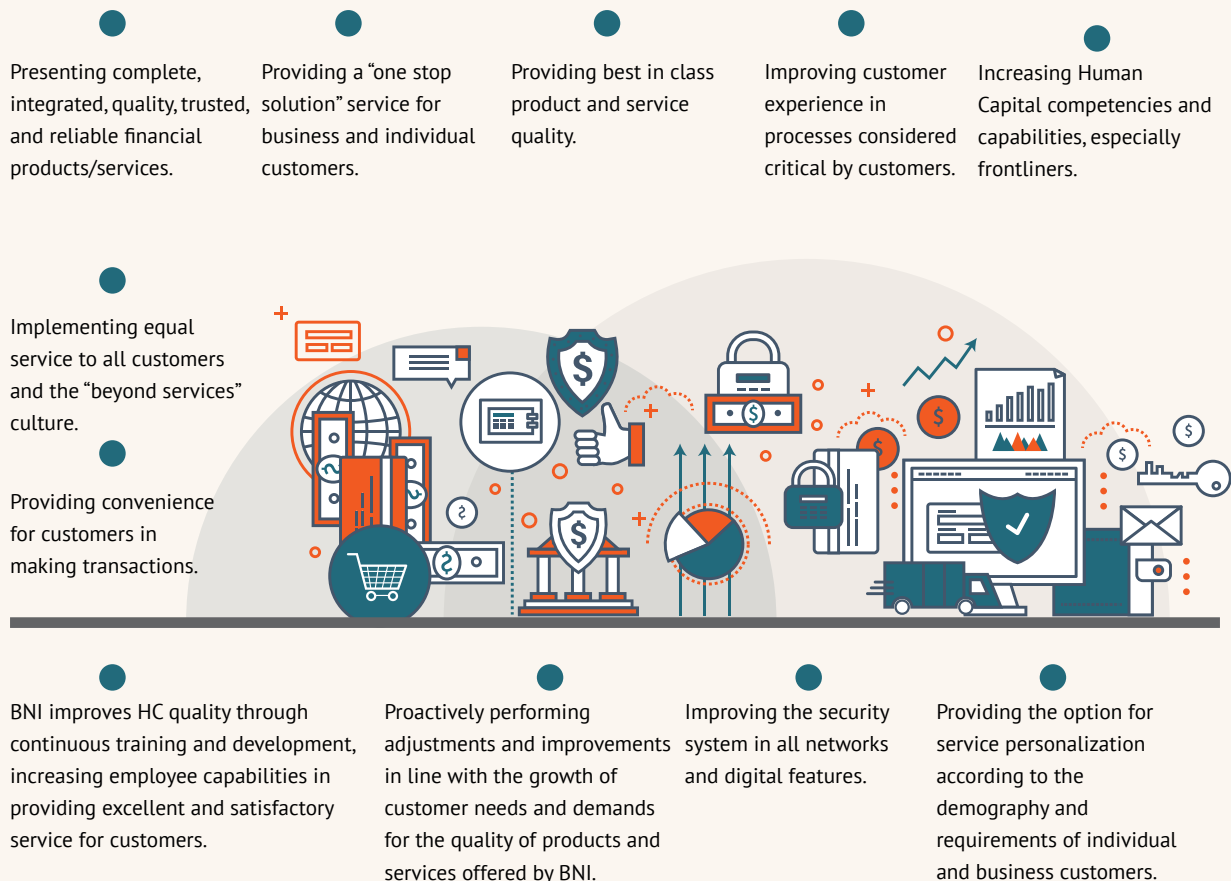 Presenting complete,
integrated, quality, trusted,
and reliable financial
products/services.
Providing a “one stop
solution” service for
business and individual
customers.
Providing best in class
product and service
quality.
Improving customer
experience in
processes considered
critical by customers.
Increasing Human
Capital competencies and
capabilities, especially
frontliners.
Implementing equal
service to all customers
and the “beyond services”
culture.
Providing convenience
for customers in
making transactions.
$
$
$
$
$
$
$
$
$
$
$
BNI improves HC quality through
continuous training and development,
increasing employee capabilities in
providing excellent and satisfactory
service for customers.
Proactively performing
adjustments and improvements
in line with the growth of
customer needs and demands
for the quality of products and
services offered by BNI.
Improving the security
system in all networks
and digital features.
Providing the option for
service personalization
according to the
demography and
requirements of individual
and business customers.